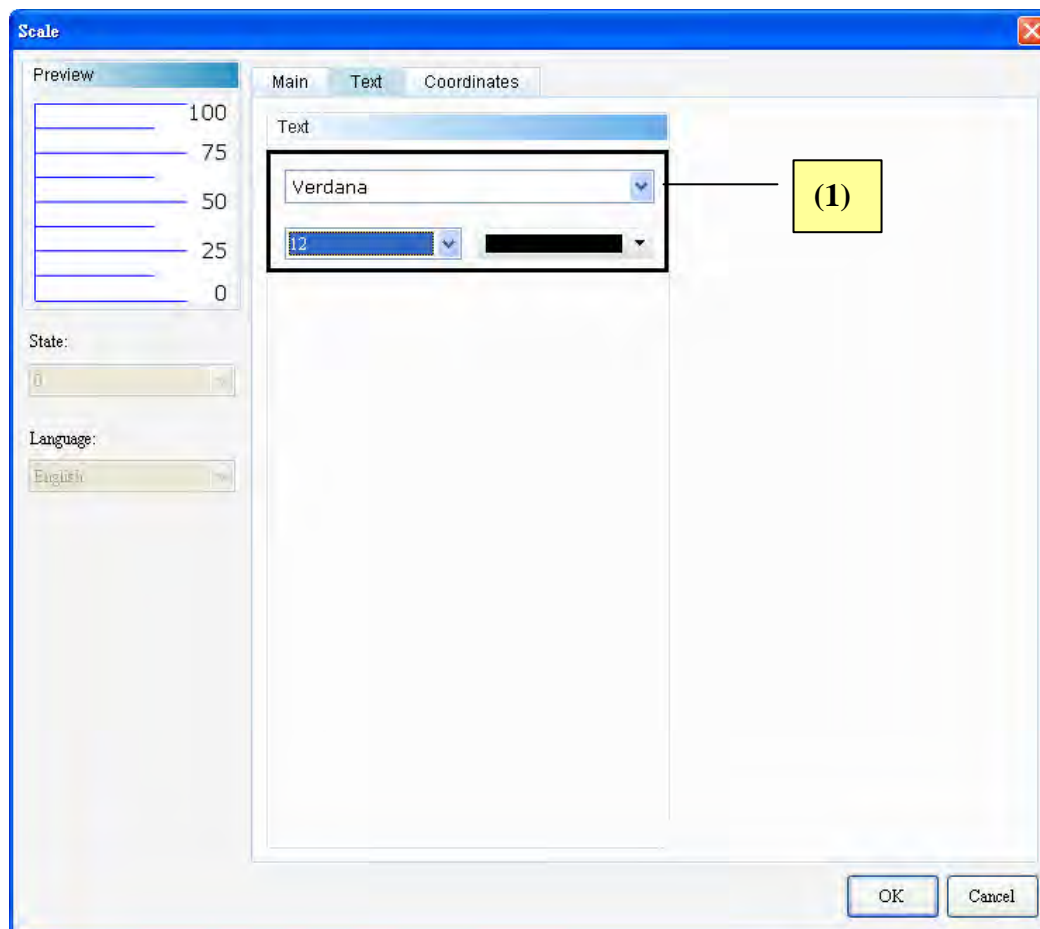 Scale
Preview
100
75
50
25
0
State:
0
Language:
English
Main Text Coordinates
Text
Verdana
12
(1)
OK Cancel